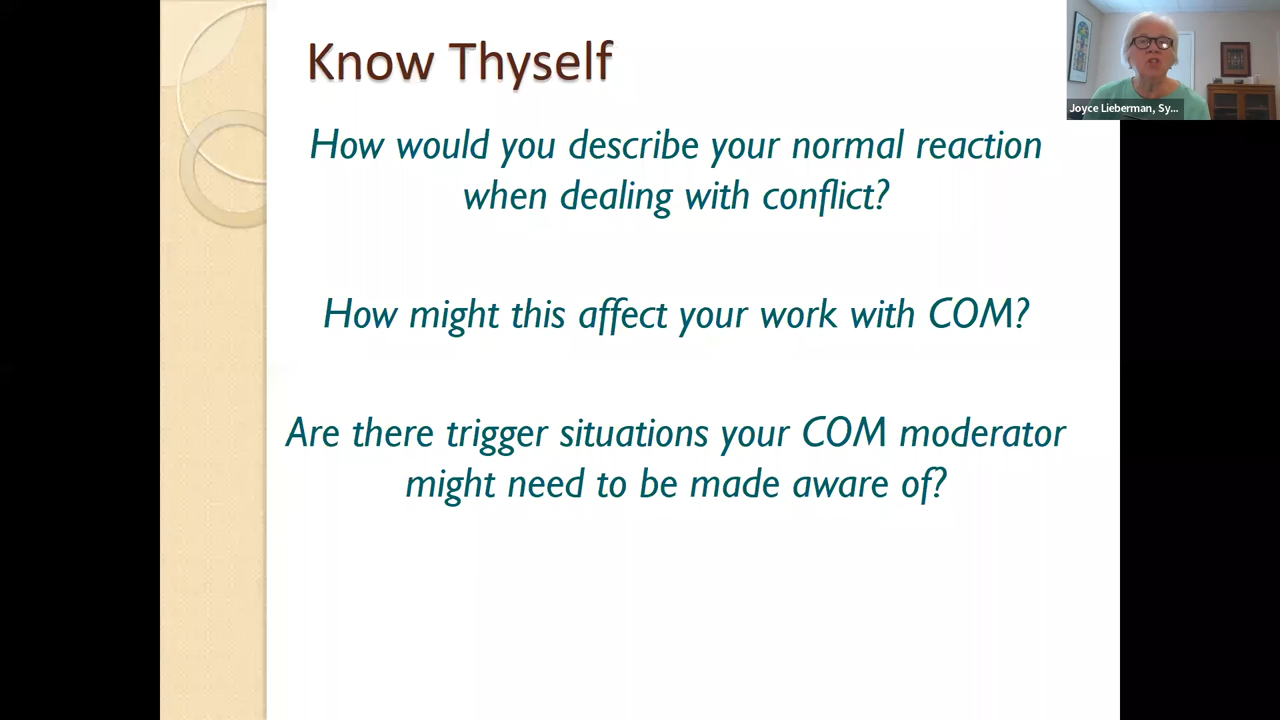 Know Thyself
How would you describe your normal reaction
when dealing with conflict?
How might this affect your work with COM?
Are there trigger situations your COM moderator
might need to be made aware of?
Joyce Lieberman, Sy...